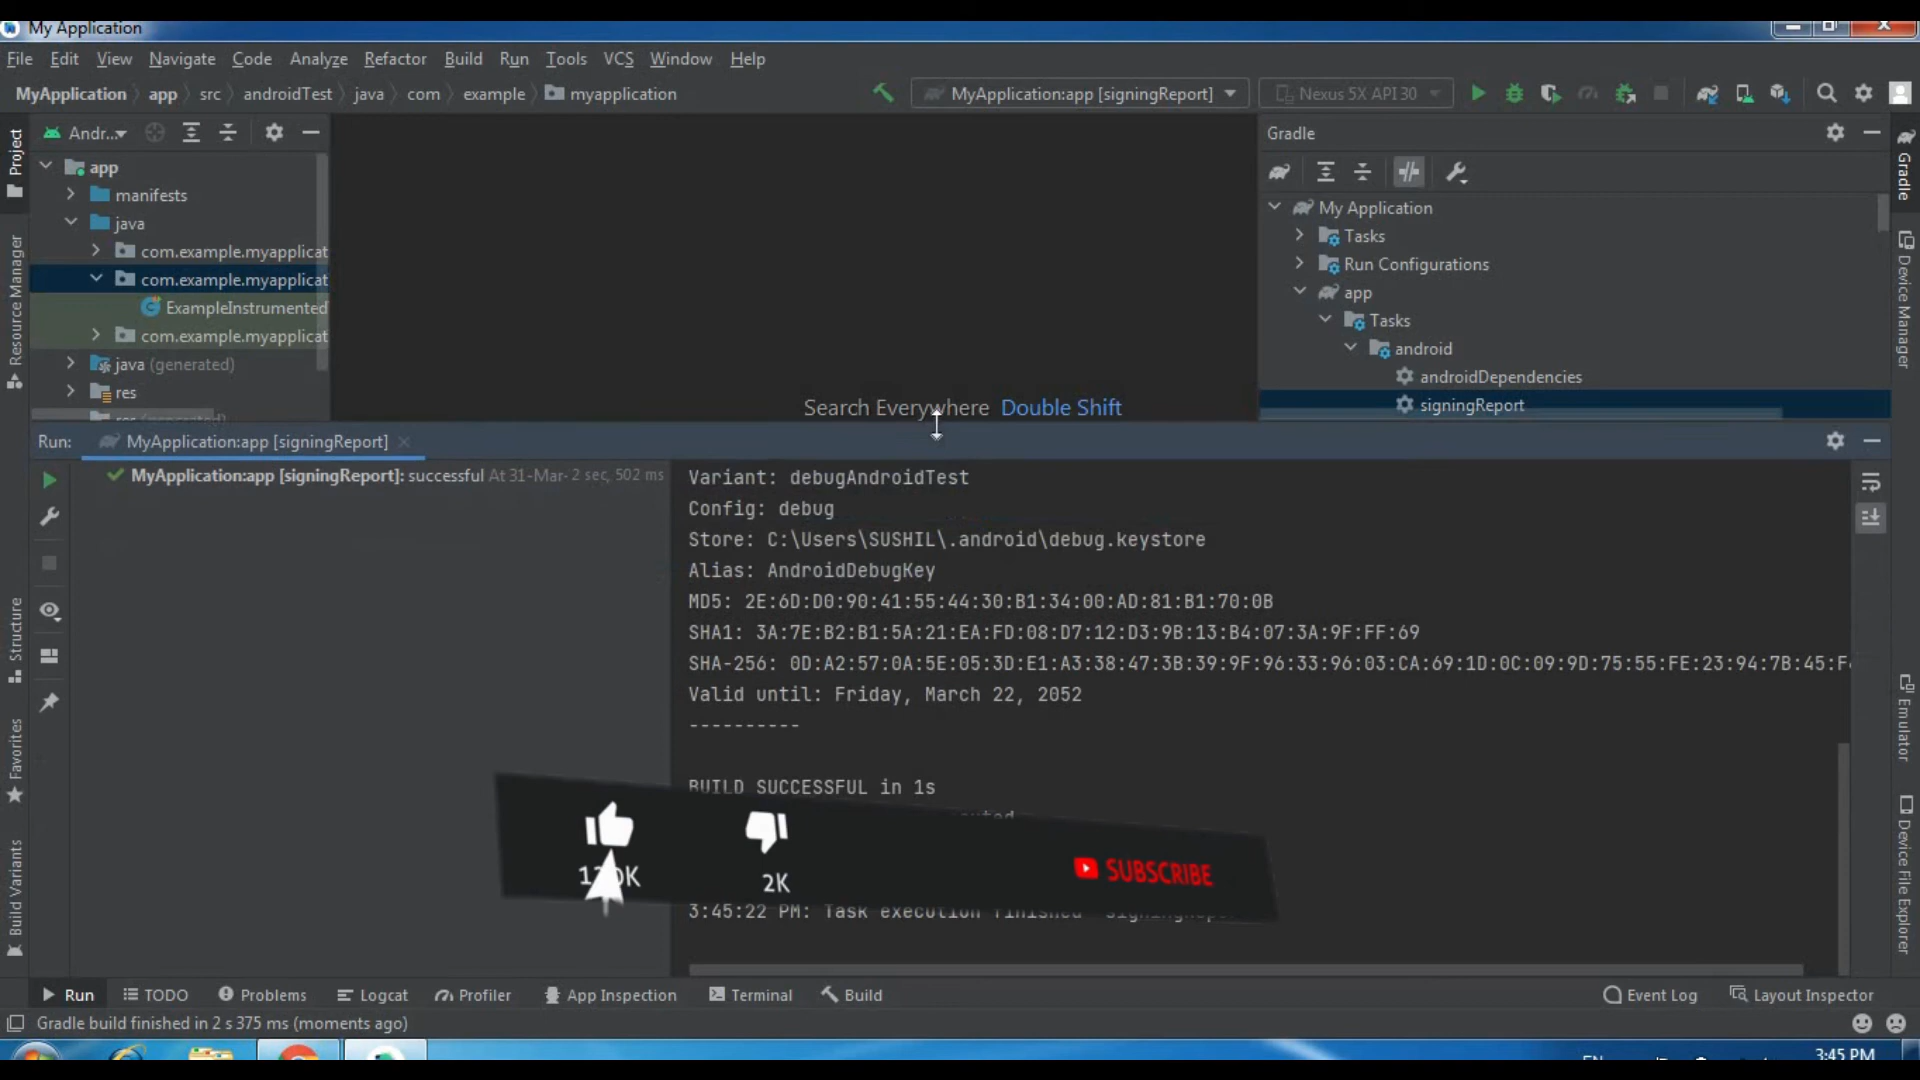 My Application
File Edit View Navigate Code Analyze Refactor Build Run Tools VCS Window Help
MyApplication app src androidTest java com example myapplication
MyApplication:app [signingReport]
Nexus 5X API 30
Project
Resource Manager
Structure
Favorites
Build Variants
Andr...
app
manifests
java
com.example.myapplicat
com.example.myapplicat
ExampleInstrumented
com.example.myapplicat
java (generated)
res
res (generated)
Search Everywhere Double Shift
Gradle
My Application
Tasks
Run Configurations
app
Tasks
android
androidDependencies
signingReport
Gradle
Device Manager
Emulator
Device File Explorer
Run: MyApplication:app [signingReport]
MyApplication:app [signingReport]: successful At 31-Mar- 2 sec, 502 ms
Variant: debugAndroidTest
Config: debug
Store: C:\Users\SUSHIL\.android\debug.keystore
Alias: AndroidDebugKey
MD5: 2E:6D:D0:90:41:55:44:30:B1:34:00:AD:81:B1:70:0B
SHA1: 3A:7E:B2:B1:5A:21:EA:FD:08:D7:12:D3:9B:13:B4:07:3A:9F:FF:69
SHA-256: 0D:A2:57:0A:5E:05:3D:E1:A3:38:47:3B:39:9F:96:33:96:03:CA:69:1D:0C:09:9D:75:55:FE:23:94:7B:45:F
Valid until: Friday, March 22, 2052
----------
BUILD SUCCESSFUL in 1s
2K
SUBSCRIBE
3:45:22 PM: Task execution finished
Run TODO Problems Logcat Profiler App Inspection Terminal Build Event Log Layout Inspector
Gradle build finished in 2 s 375 ms (moments ago)
3:45 PM